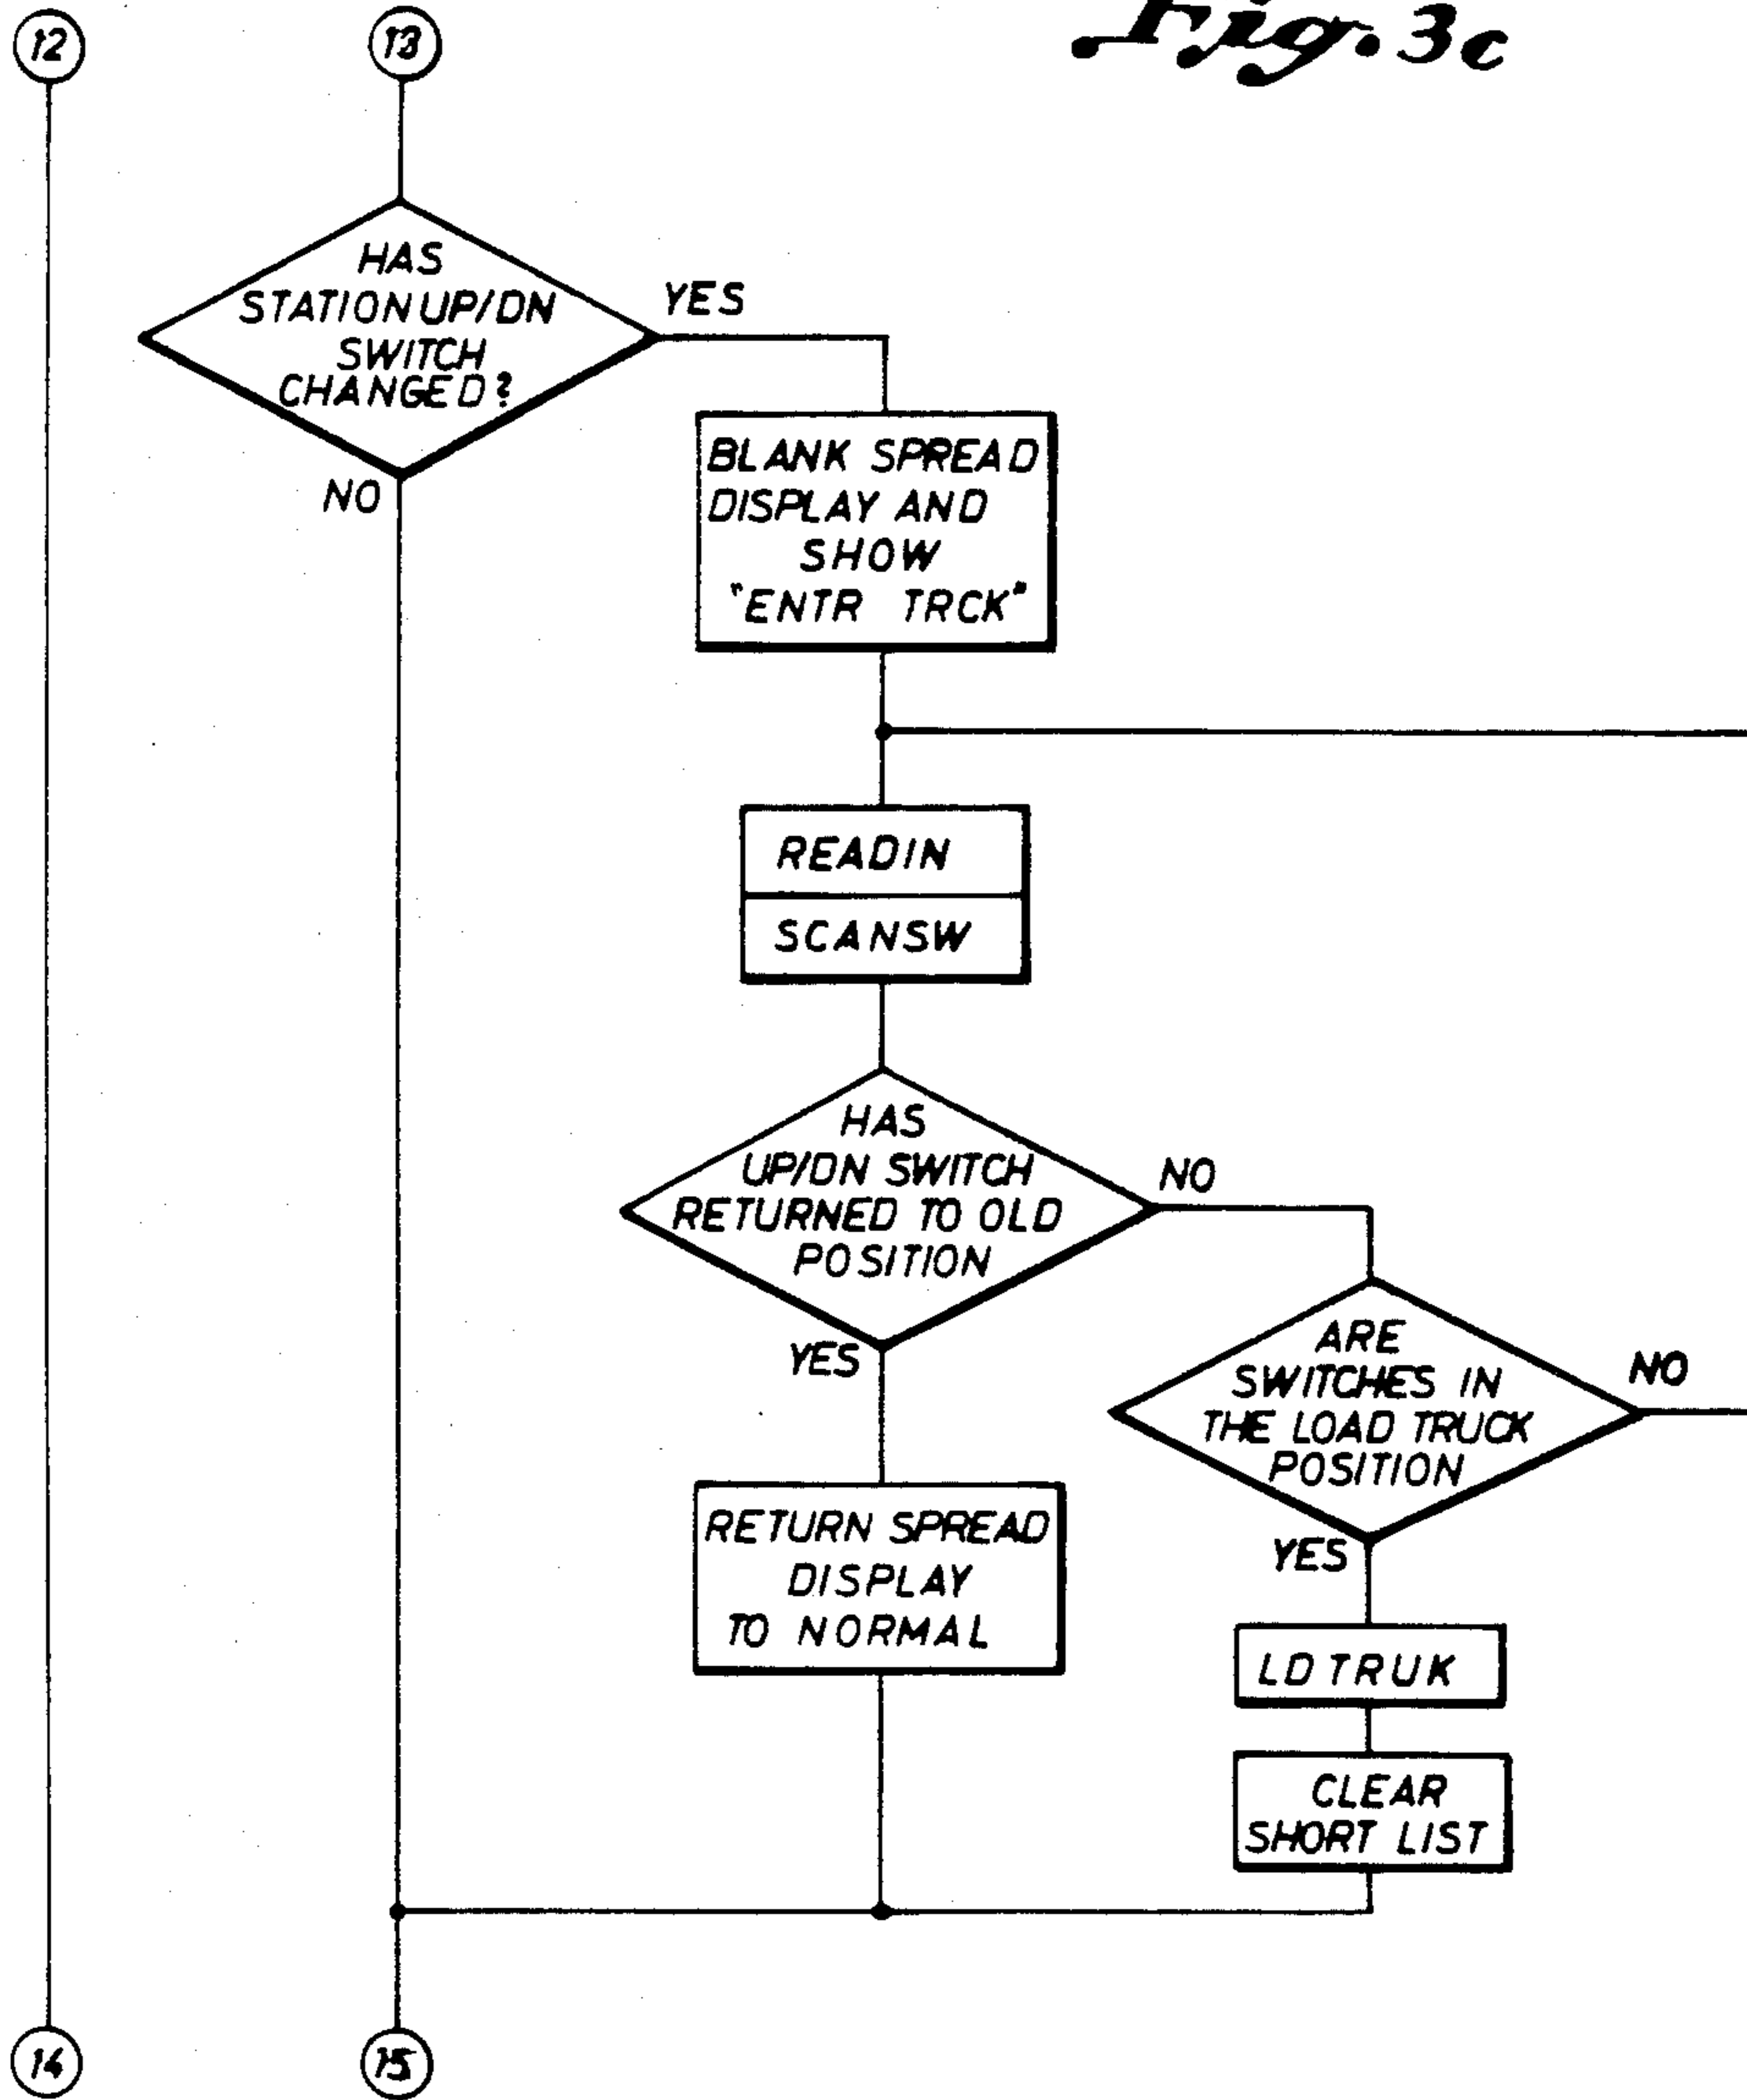 Fig. 3c
12
13
HAS
STATION UP/DN
SWITCH
CHANGED?
YES
NO
BLANK SPREAD
DISPLAY AND
SHOW
"ENTR TRCK"
READIN
SCANSW
HAS
UP/DN SWITCH
RETURNED TO OLD
POSITION
NO
YES
ARE
SWITCHES IN
THE LOAD TRUCK
POSITION
NO
YES
RETURN SPREAD
DISPLAY
TO NORMAL
LDTRUK
CLEAR
SHORT LIST
14
15